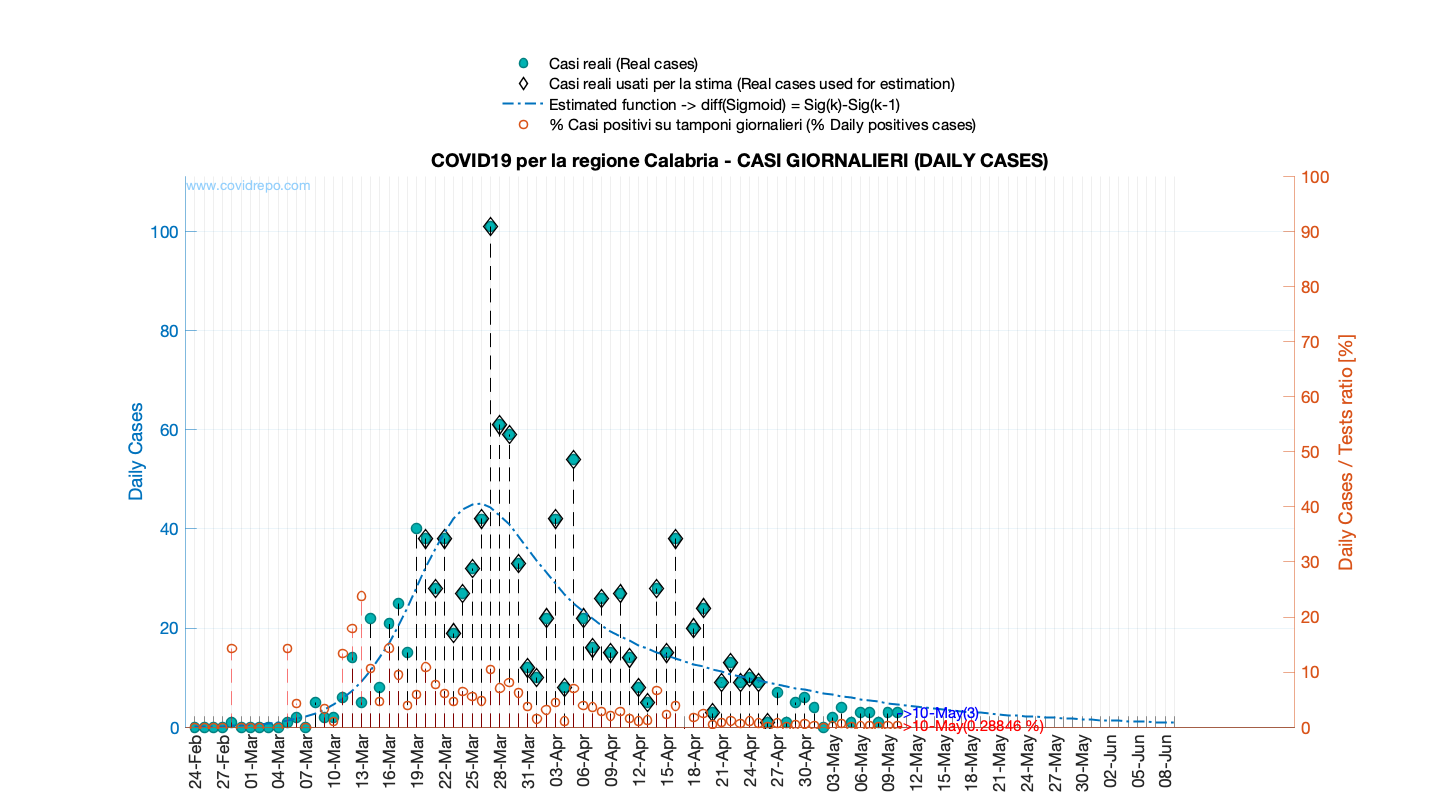 Casi reali (Real cases)
Casi reali usati per la stima (Real cases used for estimation)
Estimated function -> diff(Sigmoid) = Sig(k)-Sig(k-1)
% Casi positivi su tamponi giornalieri (% Daily positives cases)
COVID19 per la regione Calabria - CASI GIORNALIERI (DAILY CASES)
www.covidrepo.com
Daily Cases
100
80
60
40
20
0
Daily Cases / Tests ratio [%]
100
90
80
70
60
50
40
30
20
10
0
>10-May(3)
>10-May(0.28846 %)
24-Feb
27-Feb
01-Mar
04-Mar
07-Mar
10-Mar
13-Mar
16-Mar
19-Mar
22-Mar
25-Mar
28-Mar
31-Mar
03-Apr
06-Apr
09-Apr
12-Apr
15-Apr
18-Apr
21-Apr
24-Apr
27-Apr
30-Apr
03-May
06-May
09-May
12-May
15-May
18-May
21-May
24-May
27-May
30-May
02-Jun
05-Jun
08-Jun